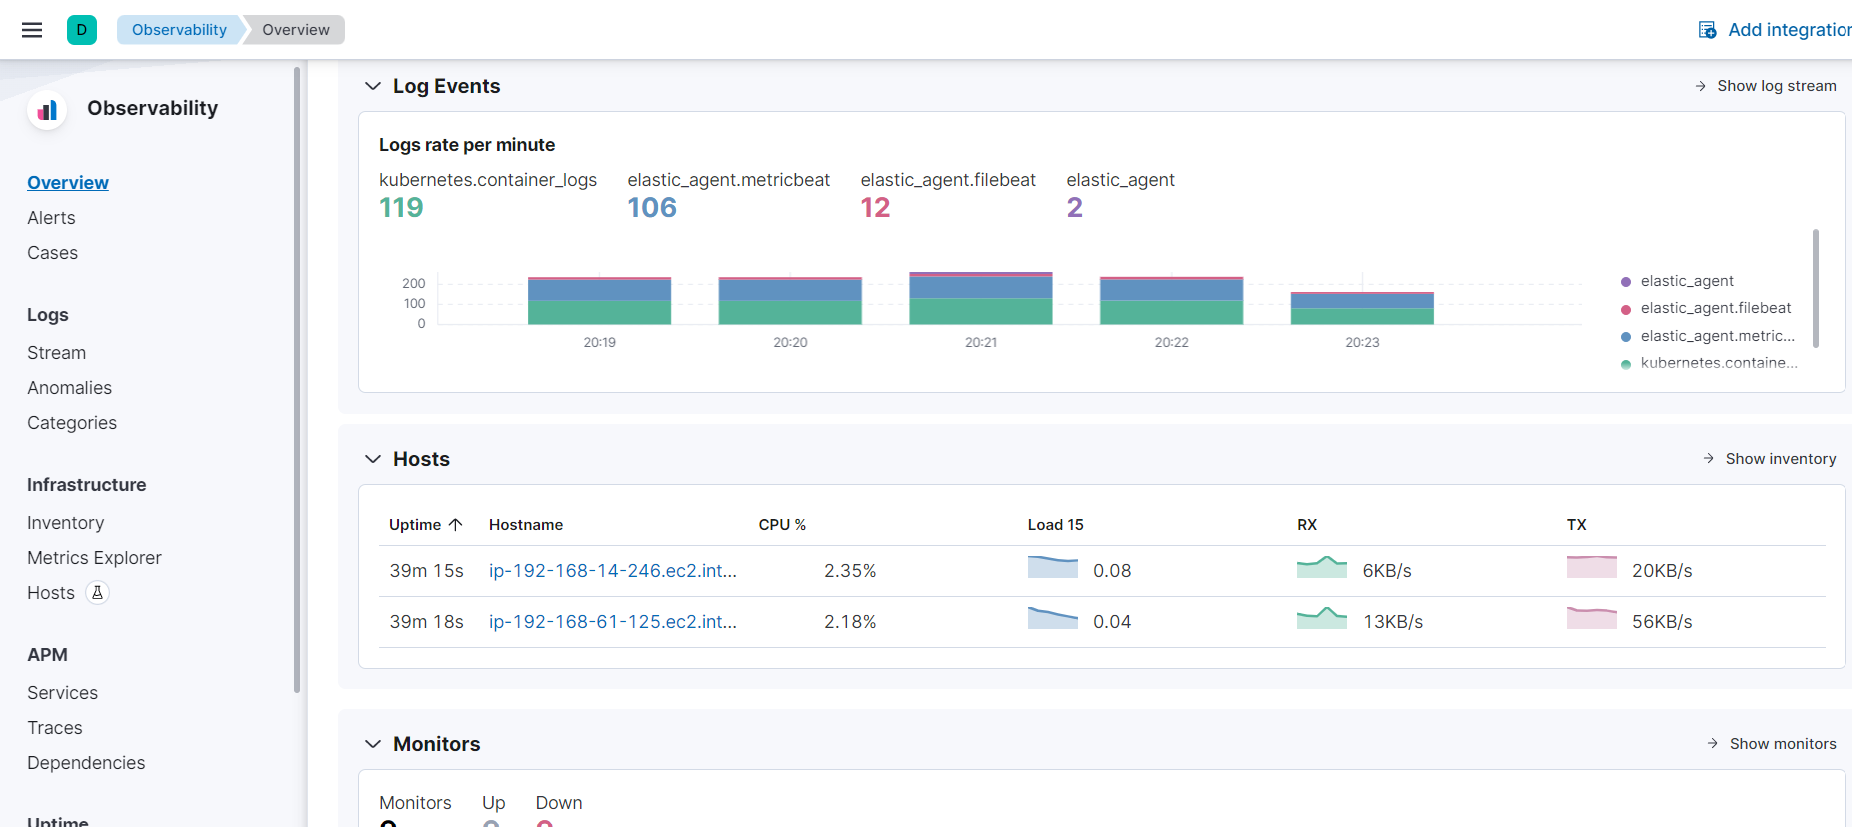 D
Observability
Overview
Add integration
Observability
Overview
Alerts
Cases
Logs
Stream
Anomalies
Categories
Infrastructure
Inventory
Metrics Explorer
Hosts
APM
Services
Traces
Dependencies
Uptime
Log Events
Show log stream
Logs rate per minute
kubernetes.container_logs elastic_agent.metricbeat elastic_agent.filebeat elastic_agent
119 106 12 2
200
100
0
20:19 20:20 20:21 20:22 20:23
elastic_agent
elastic_agent.filebeat
elastic_agent.metric...
kubernetes.containe...
Hosts
Show inventory
Uptime Hostname CPU % Load 15 RX TX
39m 15s ip-192-168-14-246.ec2.int... 2.35% 0.08 6KB/s 20KB/s
39m 18s ip-192-168-61-125.ec2.int... 2.18% 0.04 13KB/s 56KB/s
Monitors
Show monitors
Monitors Up Down